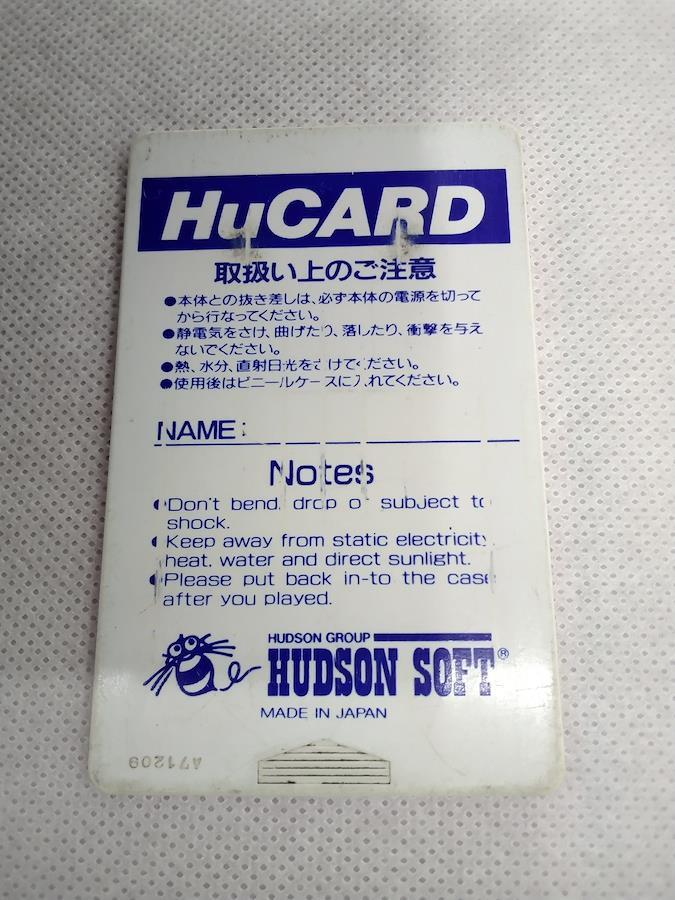 HuCARD
取扱い上のご注意
●本体との抜き差しは、必ず本体の電源を切って
から行なってください。
●静電気をさけ、曲げたり、落したり、衝撃を与え
ないでください。
●熱、水分、直射日光をさけてください。
●使用後はビニールケースに入れてください。
NAME:
Notes
●Don't bend, drop or subject to
shock.
●Keep away from static electricity,
heat, water and direct sunlight.
●Please put back in-to the case
after you played.
HUDSON GROUP
HUDSON SOFT®
MADE IN JAPAN
A71209